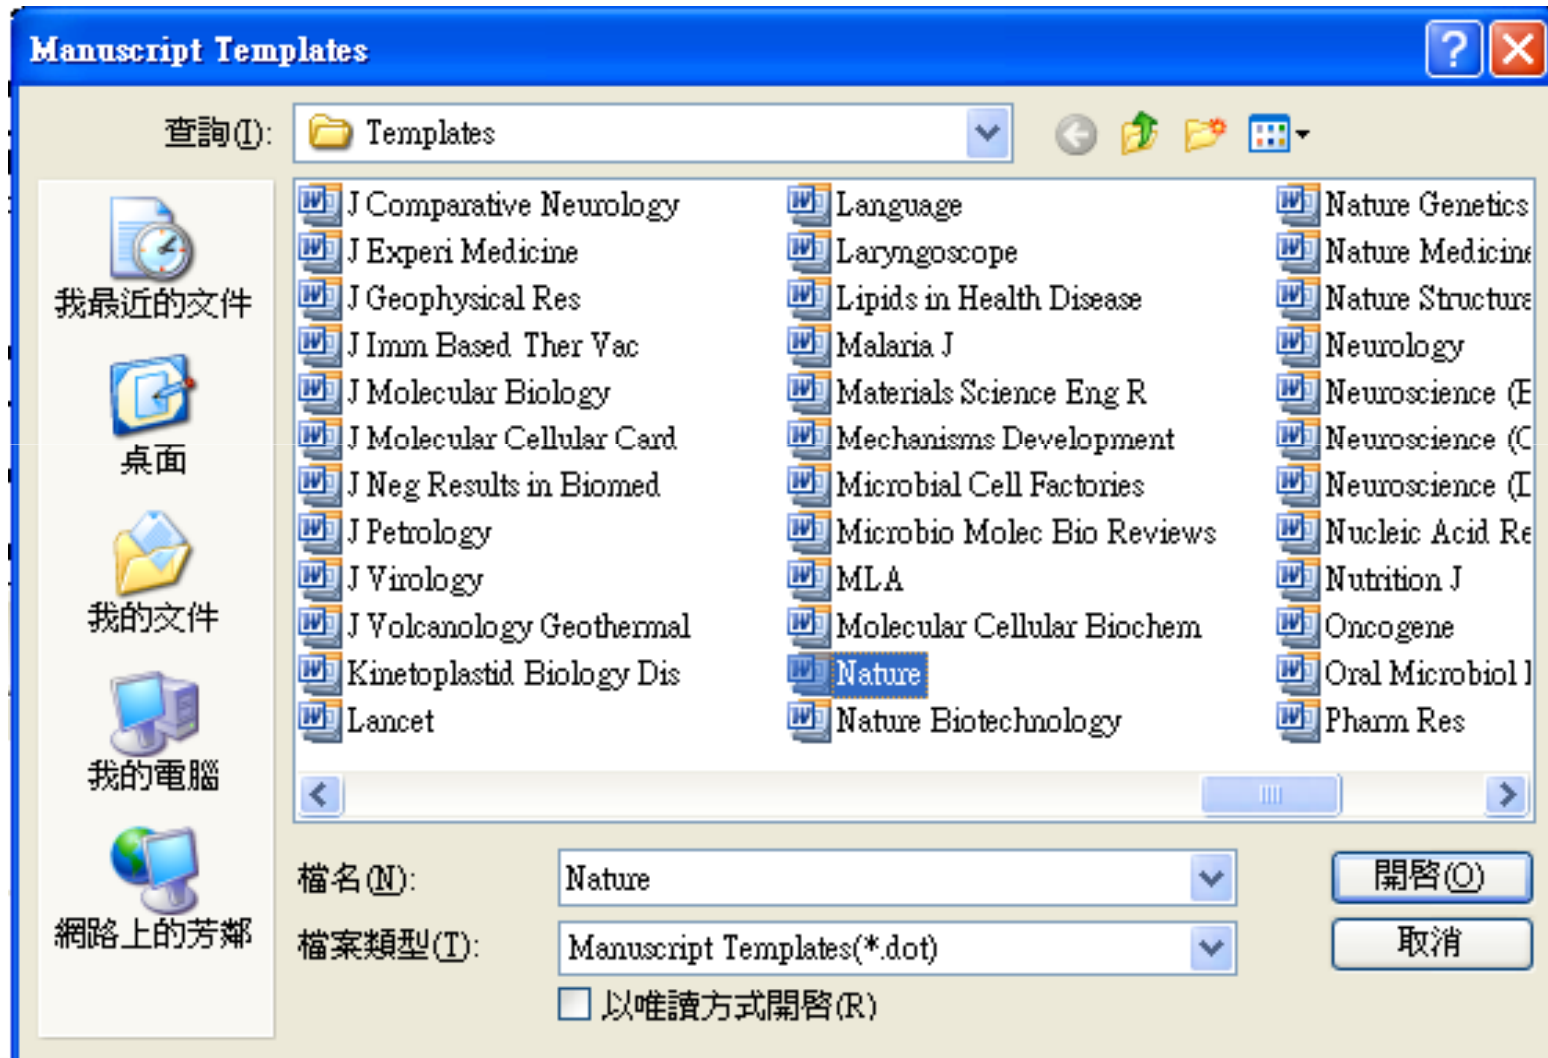 Manuscript Templates
查詢(I):
Templates
我最近的文件
桌面
我的文件
我的電腦
網路上的芳鄰
J Comparative Neurology
J Experi Medicine
J Geophysical Res
J Imm Based Ther Vac
J Molecular Biology
J Molecular Cellular Card
J Neg Results in Biomed
J Petrology
J Virology
J Volcanology Geothermal
Kinetoplastid Biology Dis
Lancet
Language
Laryngoscope
Lipids in Health Disease
Malaria J
Materials Science Eng R
Mechanisms Development
Microbial Cell Factories
Microbio Molec Bio Reviews
MLA
Molecular Cellular Biochem
Nature
Nature Biotechnology
Nature Genetics
Nature Medicine
Nature Structura
Neurology
Neuroscience (E
Neuroscience (C
Neuroscience (I
Nucleic Acid Re
Nutrition J
Oncogene
Oral Microbiol I
Pharm Res
檔名(N):
Nature
開啓(O)
檔案類型(T):
Manuscript Templates(*.dot)
取消
以唯讀方式開啓(R)